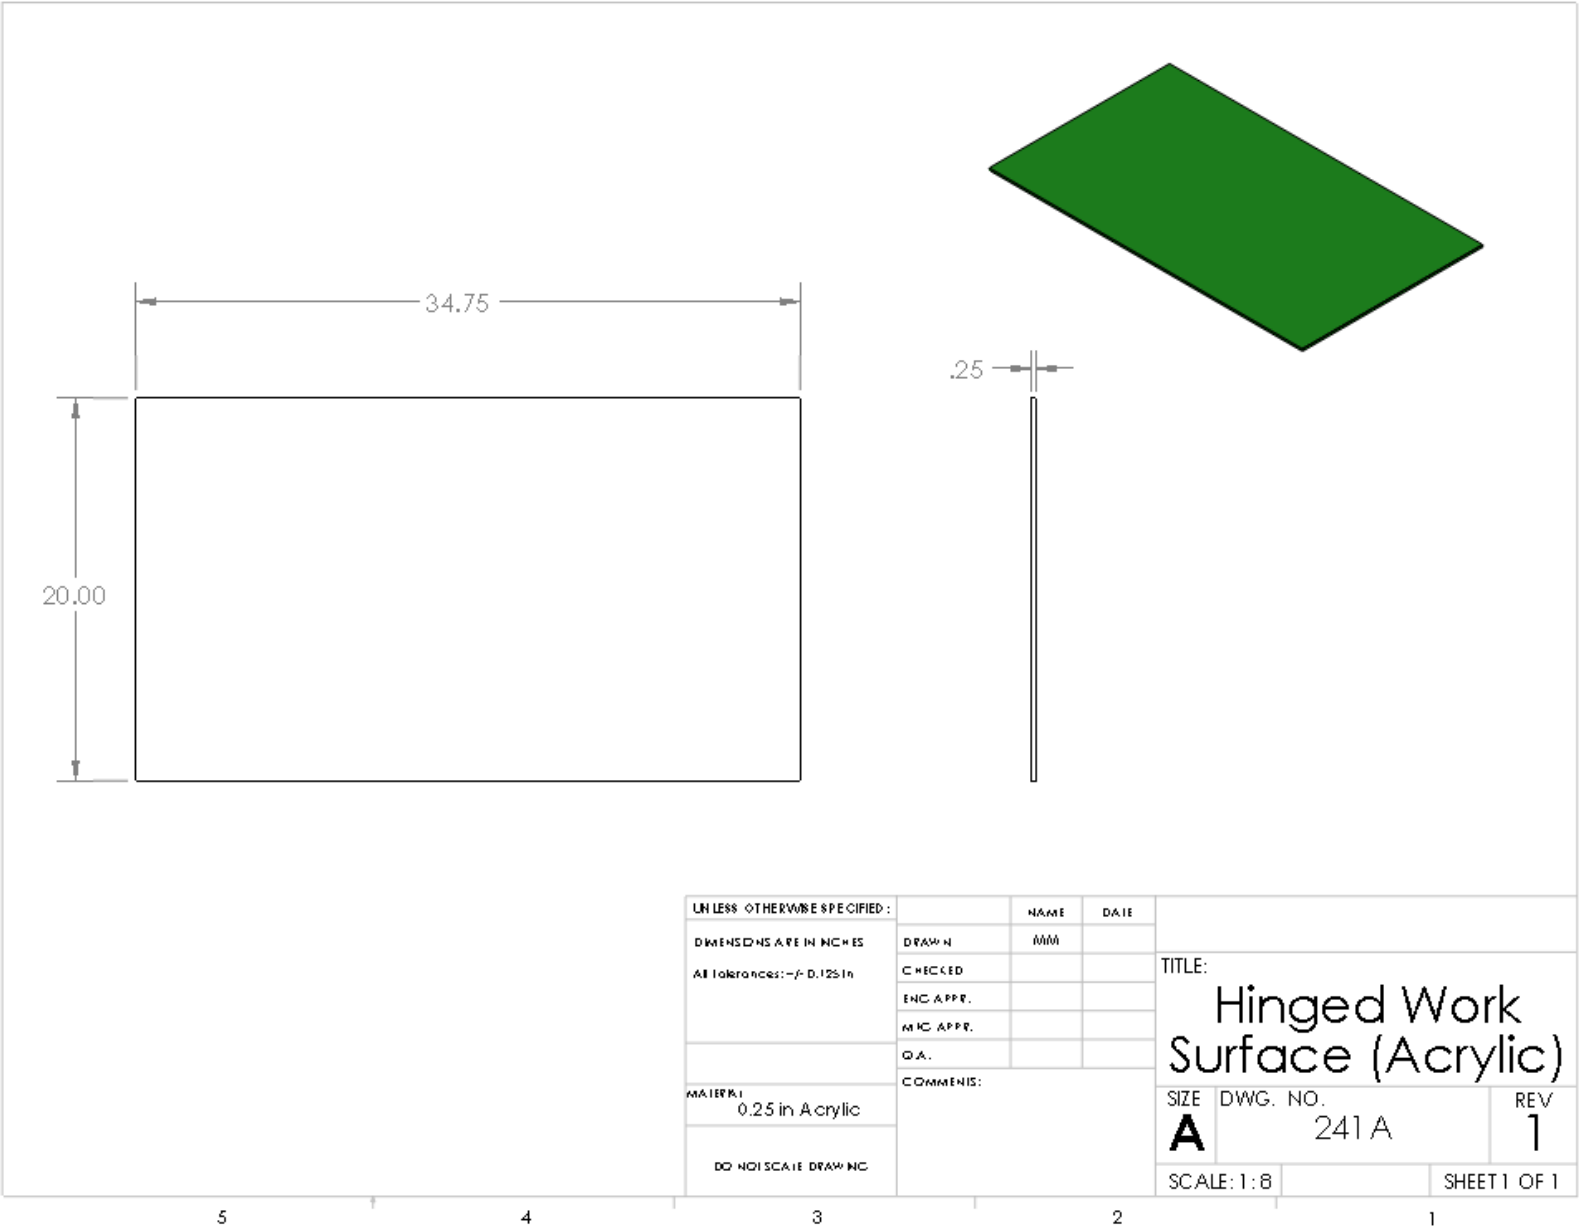 34.75
.25
20.00
UNLESS OTHERWISE SPECIFIED:
DIMENSIONS ARE IN INCHES
All tolerances: +/- 0.125 in
MATERIAL
0.25 in Acrylic
DO NOT SCALE DRAWING
NAME DATE
DRAWN MM
CHECKED
ENG APPR.
MFG APPR.
Q.A.
COMMENTS:
TITLE:
Hinged Work
Surface (Acrylic)
SIZE DWG. NO. REV
A 241A 1
SCALE: 1:8 SHEET 1 OF 1
5 4 3 2 1